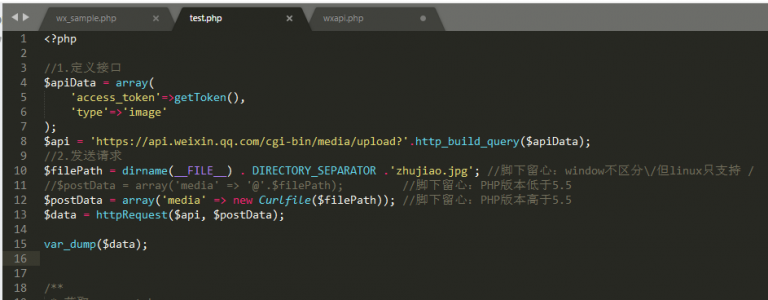 wx_sample.php × test.php × wxapi.php
1 <?php
2
3 //1.定义接口
4 $apiData = array(
5 'access_token'=>getToken(),
6 'type'=>'image'
7 );
8 $api = 'https://api.weixin.qq.com/cgi-bin/media/upload?'.http_build_query($apiData);
9 //2.发送请求
10 $filePath = dirname(__FILE__) . DIRECTORY_SEPARATOR .'zhujiao.jpg'; //脚下留心：window不区分\/但linux只支持 /
11 //$postData = array('media' => '@'.$filePath); //脚下留心：PHP版本低于5.5
12 $postData = array('media' => new Curlfile($filePath)); //脚下留心：PHP版本高于5.5
13 $data = httpRequest($api, $postData);
14
15 var_dump($data);
16
17
18 /**